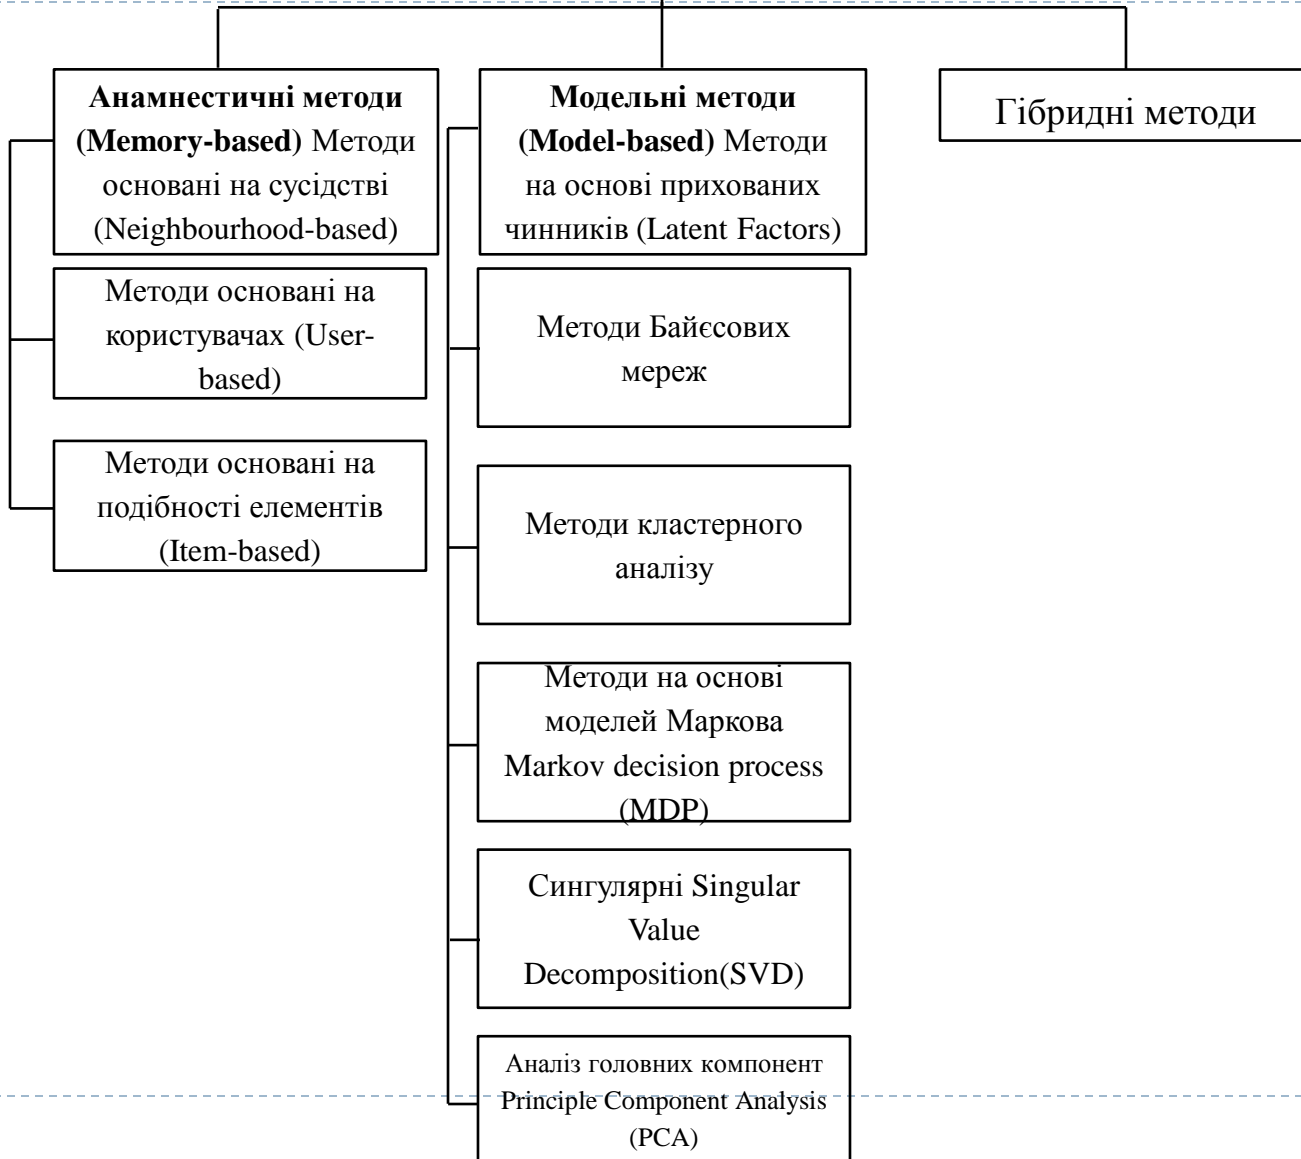 Анамнестичні методи
(Memory-based) Методи
основані на сусідстві
(Neighbourhood-based)
Методи основані на
користувачах (User-
based)
Методи основані на
подібності елементів
(Item-based)
Модельні методи
(Model-based) Методи
на основі прихованих
чинників (Latent Factors)
Методи Байєсових
мереж
Методи кластерного
аналізу
Методи на основі
моделей Маркова
Markov decision process
(MDP)
Сингулярні Singular
Value
Decomposition(SVD)
Аналіз головних компонент
Principle Component Analysis
(PCA)
Гібридні методи